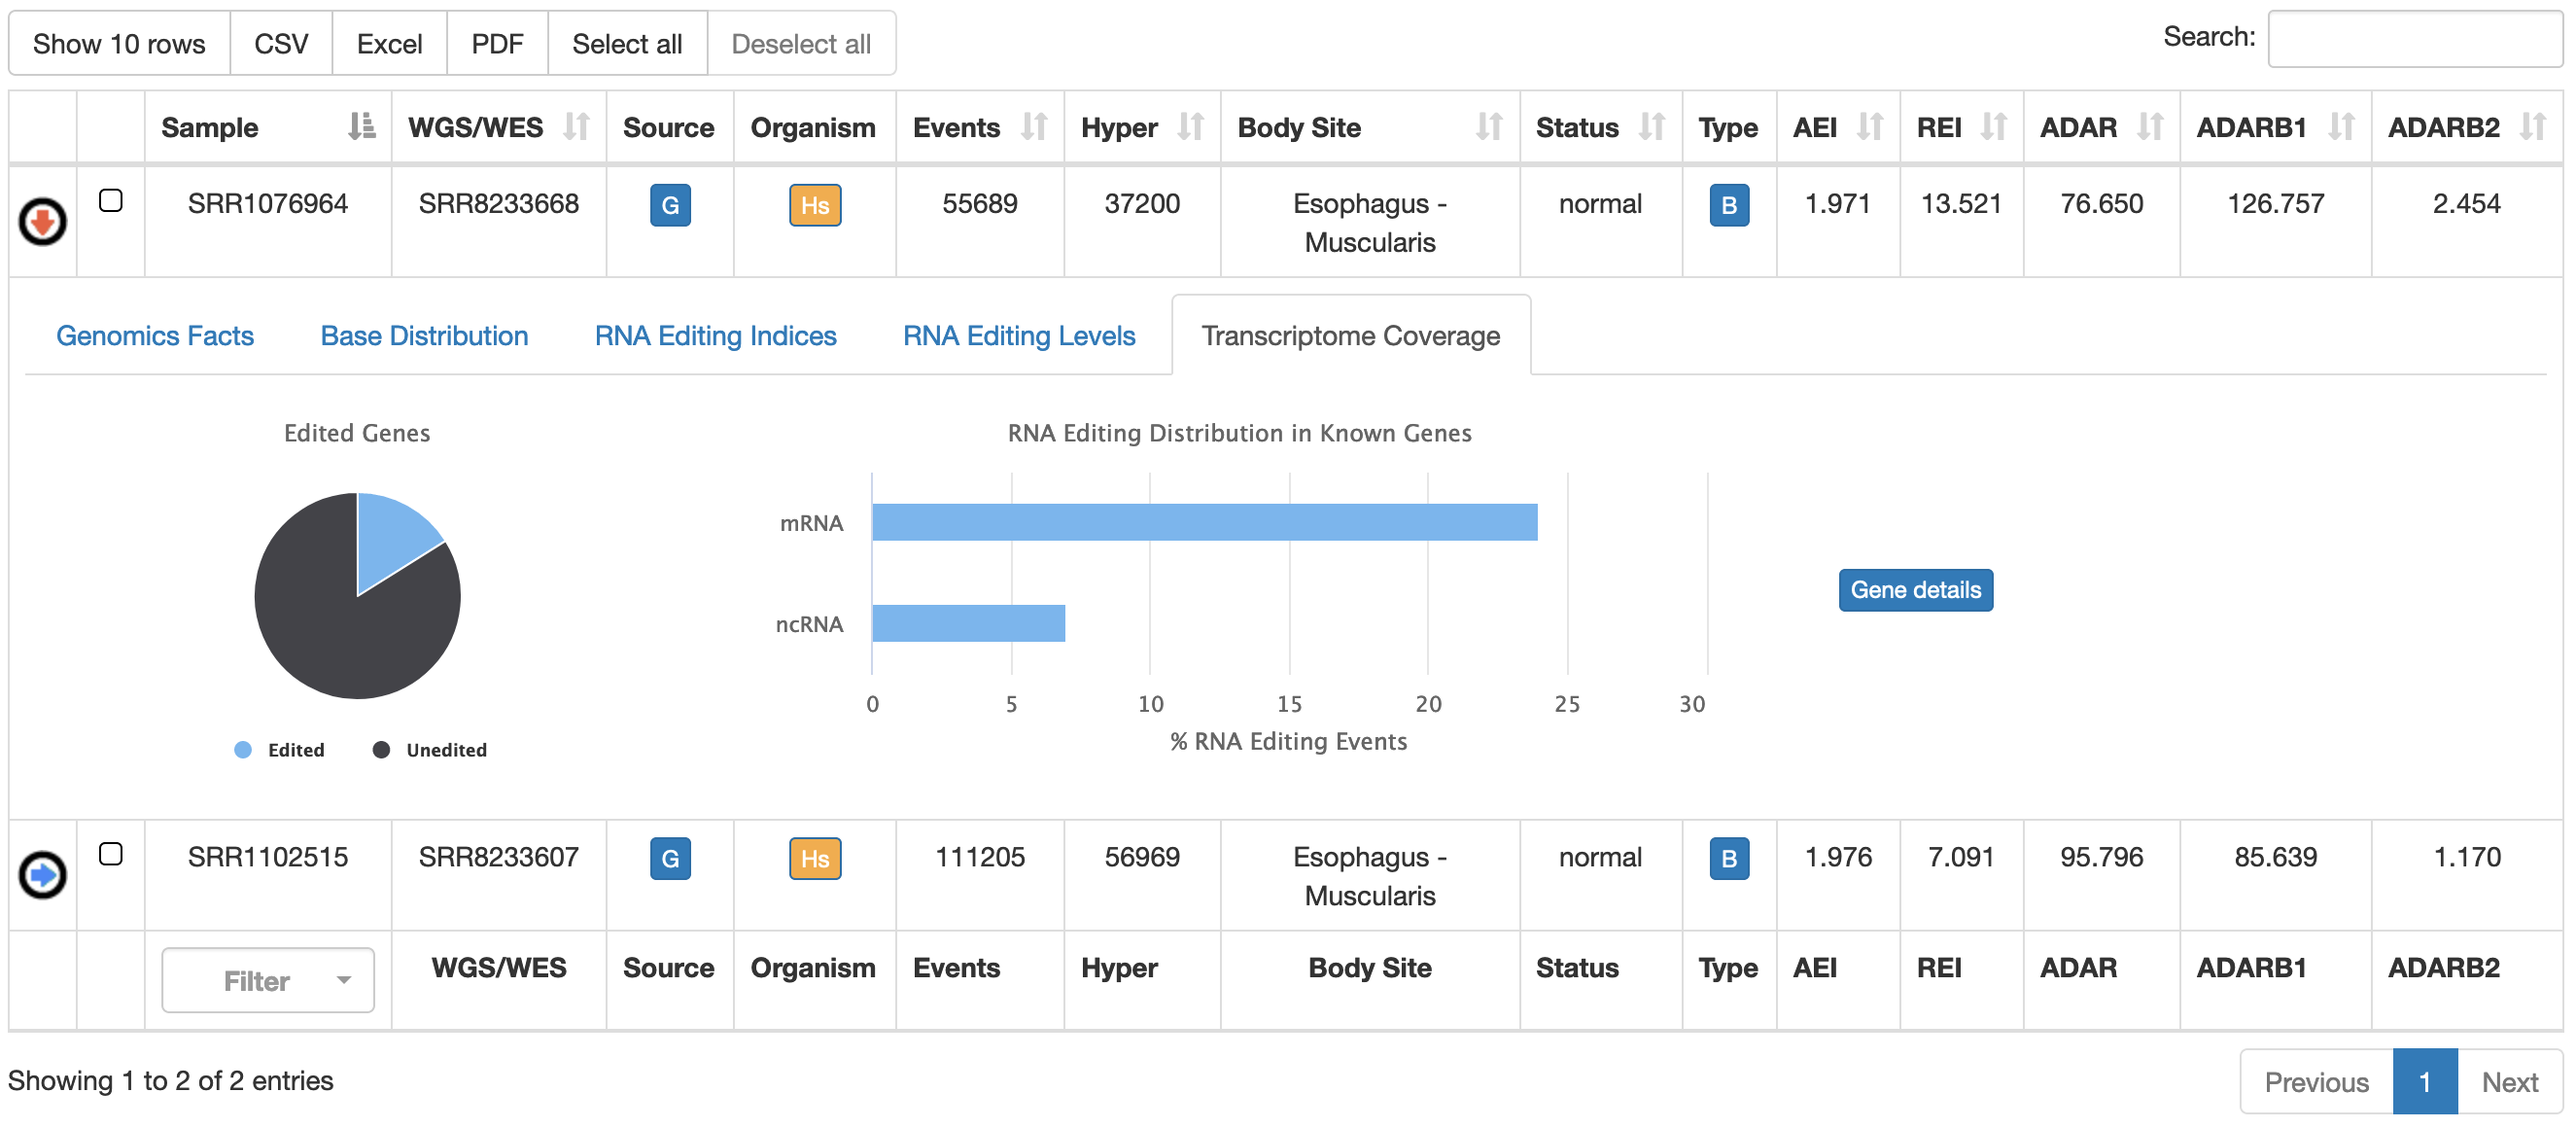 Show 10 rows CSV Excel PDF Select all Deselect all Search:
Sample WGS/WES Source Organism Events Hyper Body Site Status Type AEI REI ADAR ADARB1 ADARB2
SRR1076964 SRR8233668 G Hs 55689 37200 Esophagus - normal B 1.971 13.521 76.650 126.757 2.454
Muscularis
Genomics Facts Base Distribution RNA Editing Indices RNA Editing Levels Transcriptome Coverage
Edited Genes
Edited Unedited
RNA Editing Distribution in Known Genes
mRNA
ncRNA
0 5 10 15 20 25 30
% RNA Editing Events
Gene details
SRR1102515 SRR8233607 G Hs 111205 56969 Esophagus - normal B 1.976 7.091 95.796 85.639 1.170
Muscularis
Filter WGS/WES Source Organism Events Hyper Body Site Status Type AEI REI ADAR ADARB1 ADARB2
Showing 1 to 2 of 2 entries
Previous 1 Next